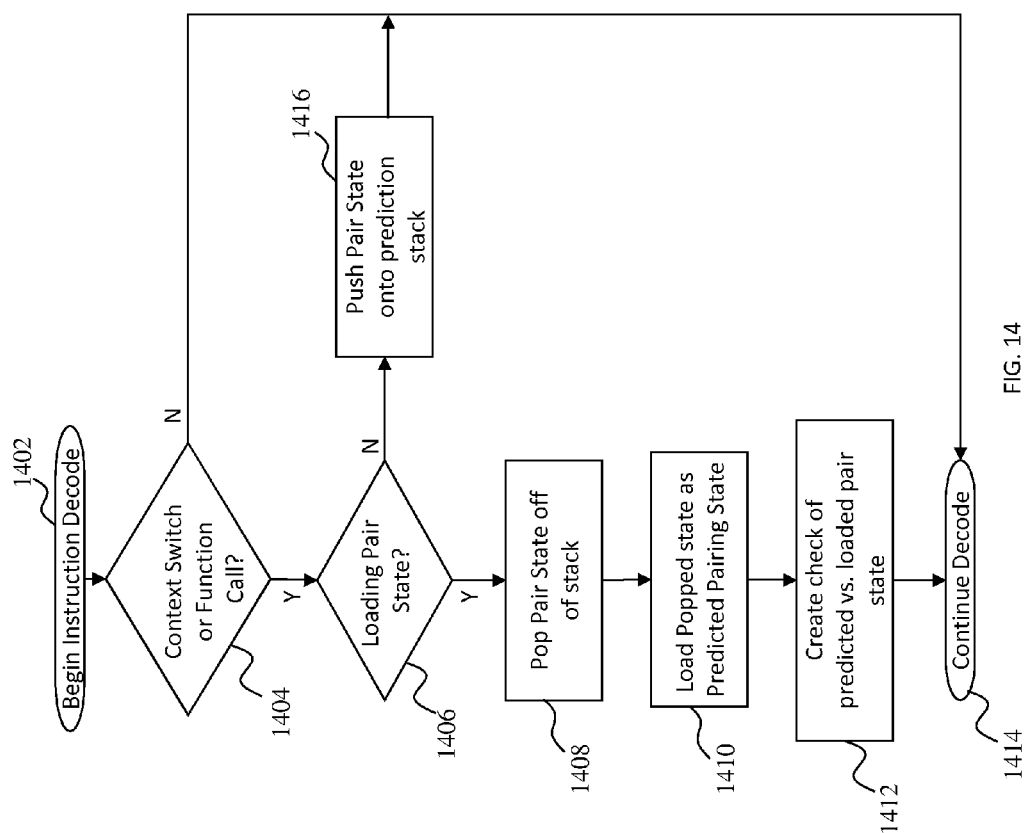 1402
Begin Instruction Decode
Context Switch
or Function
Call?
N
Y
1404
Loading Pair
State?
N
Y
1406
1416
Push Pair State
onto prediction
stack
Pop Pair State off
of stack
1408
Load Popped state as
Predicted Pairing State
1410
Create check of
predicted vs. loaded pair
state
1412
Continue Decode
1414
FIG. 14